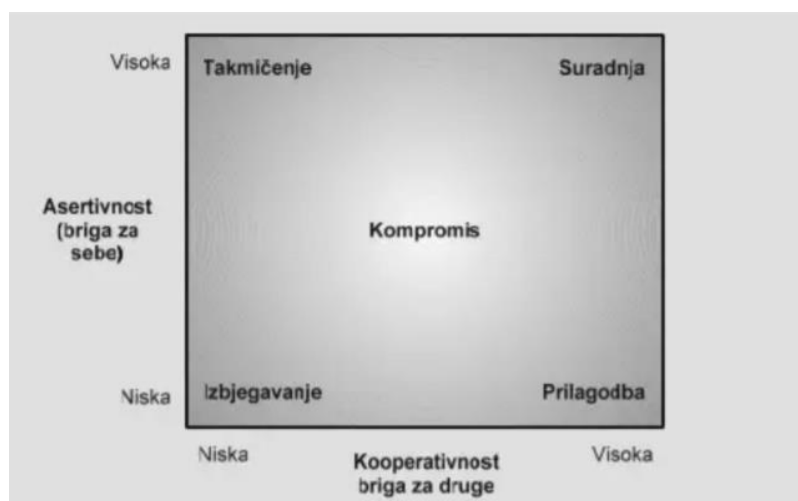 Visoka
Takmičenje
Suradnja
Asertivnost
(briga za
sebe)
Kompromis
Niska
Izbjegavanje
Prilagodba
Niska
Kooperativnost
briga za druge
Visoka